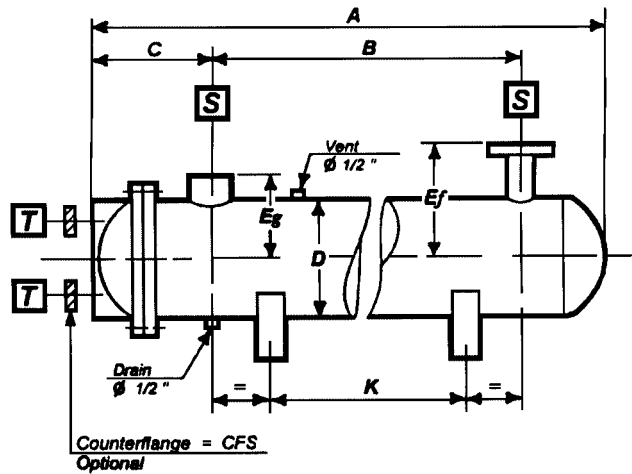 A
C
B
S
S
Vent
Ø 1/2 "
Eg
Ef
T
D
T
Drain
Ø 1/2 "
=
K
=
Counterflange = CFS
Optional